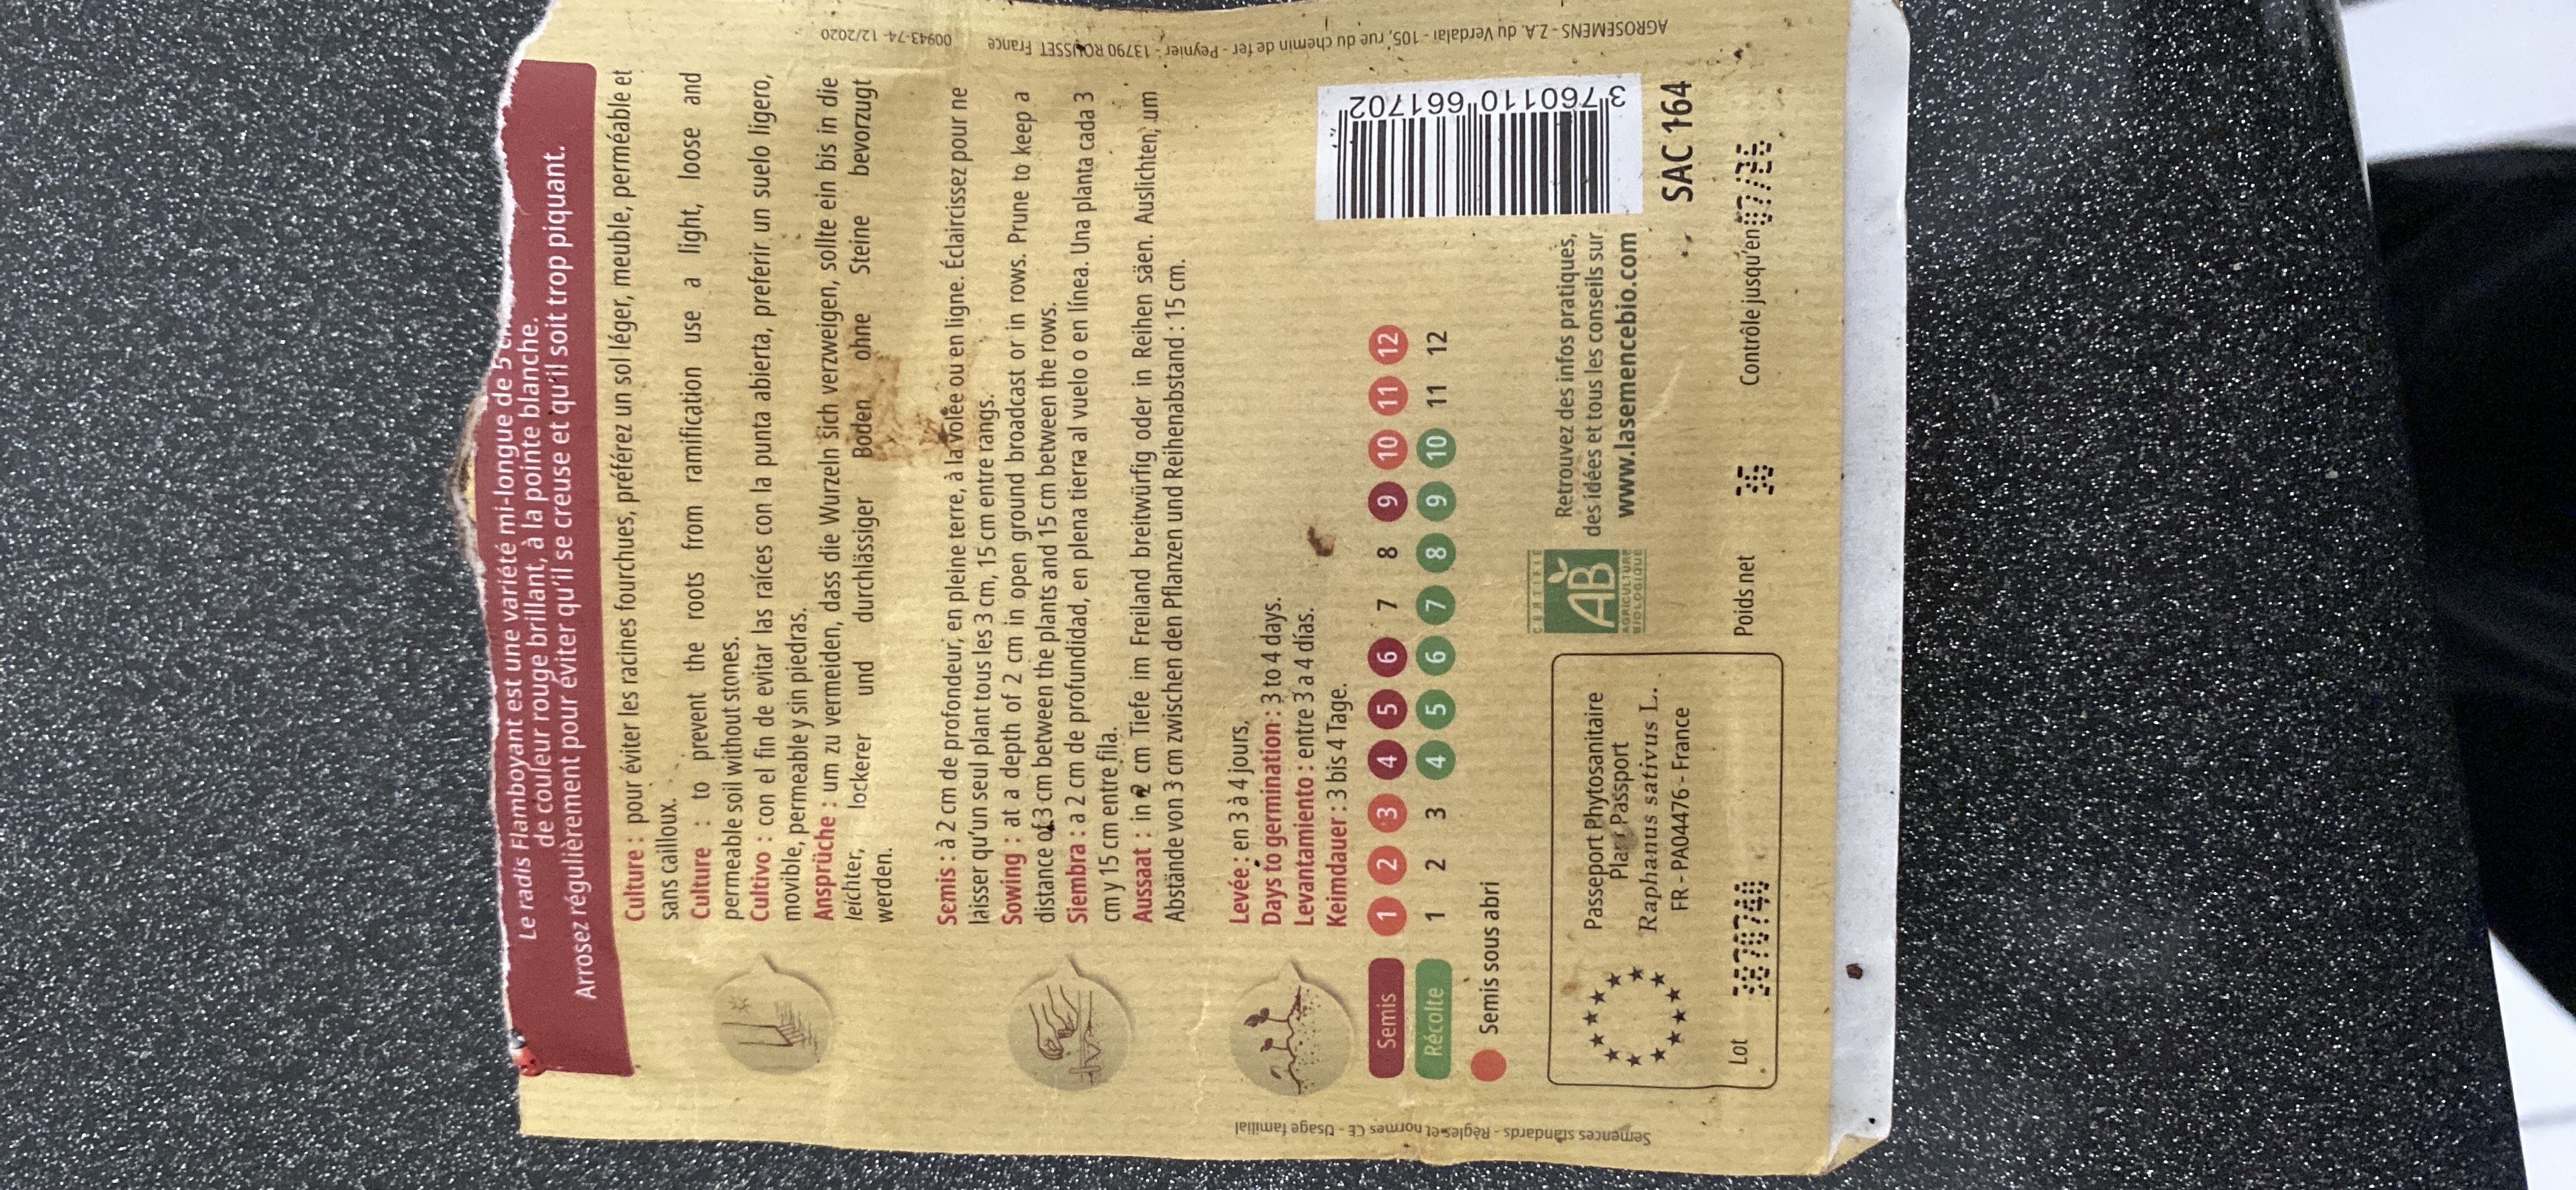 Le radis Flamboyant est une variété mi-longue de 5
de couleur rouge brillant, à la pointe blanche.
Arrosez régulièrement pour éviter qu'il se creuse et qu'il soit trop piquant.
Culture : pour éviter les racines fourchues, préférez un sol léger, meuble, perméable et
sans cailloux.
Culture : to prevent the roots from ramification use a light, loose and
permeable soil without stones.
Cultivo : con el fin de evitar las raíces con la punta abierta, preferir un suelo ligero,
movible, permeable y sin piedras.
Ansprüche : um zu vermeiden, dass die Wurzeln sich verzweigen, sollte ein bis in die
leichter, lockerer und durchlässiger Boden ohne Steine bevorzugt
werden.
Semis : à 2 cm de profondeur, en pleine terre, à la volée ou en ligne. Éclaircissez pour ne
laisser qu'un seul plant tous les 3 cm, 15 cm entre rangs.
Sowing : at a depth of 2 cm in open ground broadcast or in rows. Prune to keep a
distance of 3 cm between the plants and 15 cm between the rows.
Siembra : a 2 cm de profundidad, en plena tierra al vuelo o en línea. Una planta cada 3
cm y 15 cm entre fila.
Aussaat : in 2 cm Tiefe im Freiland breitwürfig oder in Reihen säen. Auslichten, um
Abstände von 3 cm zwischen den Pflanzen und Reihenabstand : 15 cm.
Levée : en 3 à 4 jours.
Days to germination : 3 to 4 days.
Levantamiento : entre 3 a 4 días.
Keimdauer : 3 bis 4 Tage.
Semis 1 2 3 4 5 6 7 8 9 10 11 12
Récolte 1 2 3 4 5 6 7 8 9 10 11 12
Semis sous abri
CERTIFIÉ
AB
AGRICULTURE
BIOLOGIQUE
Retrouvez des infos pratiques,
des idées et tous les conseils sur
www.lasemencebio.com
3 760110 661702
SAC 164
Passeport Phytosanitaire
Plant Passport
Raphanus sativus L.
FR - PA04476 - France
Lot
Poids net
Contrôle jusqu'en
Semences standards - Règles et normes CE - Usage familial
AGROSEMENS - Z.A. du Verdalaï - 105, rue du chemin de fer - Peynier - 13790 ROUSSET France
00943-74- 12/2020